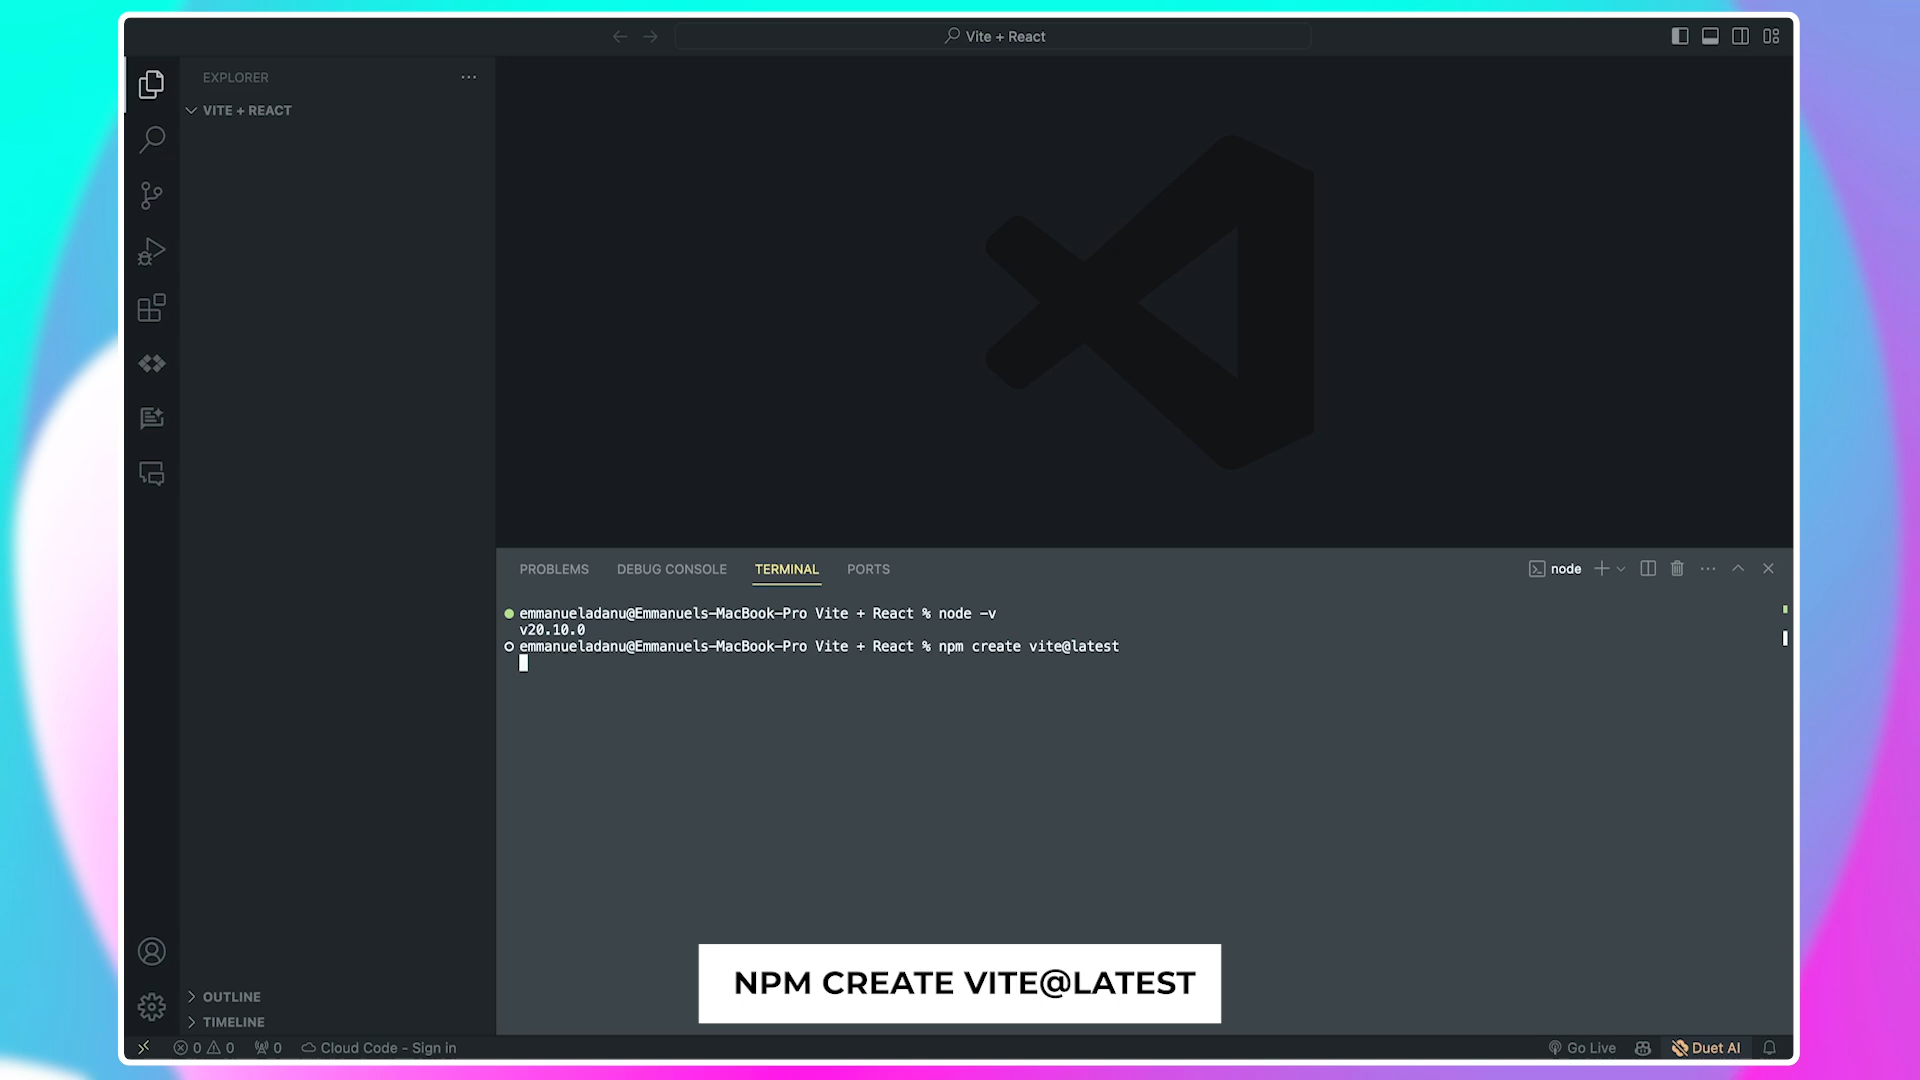 Vite + React
EXPLORER
VITE + REACT
PROBLEMS
DEBUG CONSOLE
TERMINAL
PORTS
node
emmanueladanu@Emmanuels-MacBook-Pro Vite + React % node -v
v20.10.0
emmanueladanu@Emmanuels-MacBook-Pro Vite + React % npm create vite@latest
NPM CREATE VITE@LATEST
OUTLINE
TIMELINE
0 0 0 Cloud Code - Sign in
Go Live
Duet AI